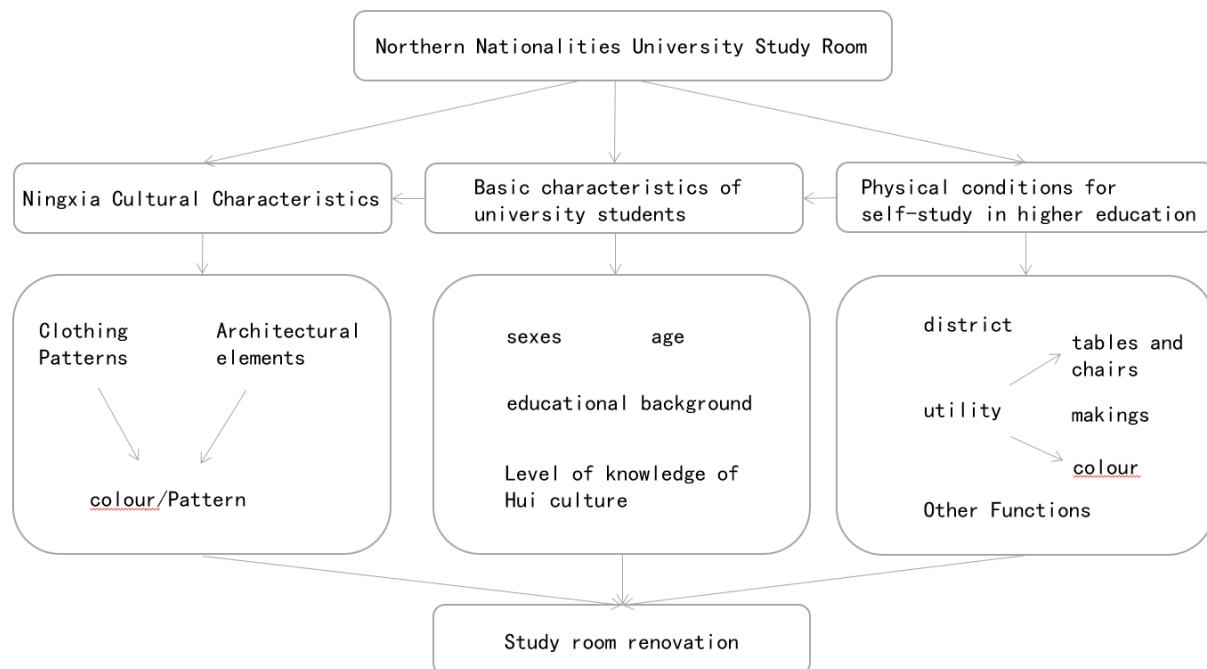 Northern Nationalities University Study Room
Ningxia Cultural Characteristics
Basic characteristics of
university students
Physical conditions for
self-study in higher education
Clothing
Patterns
Architectural
elements
colour/Pattern
sexes
age
educational background
Level of knowledge of
Hui culture
district
tables and
chairs
utility
makings
colour
Other Functions
Study room renovation